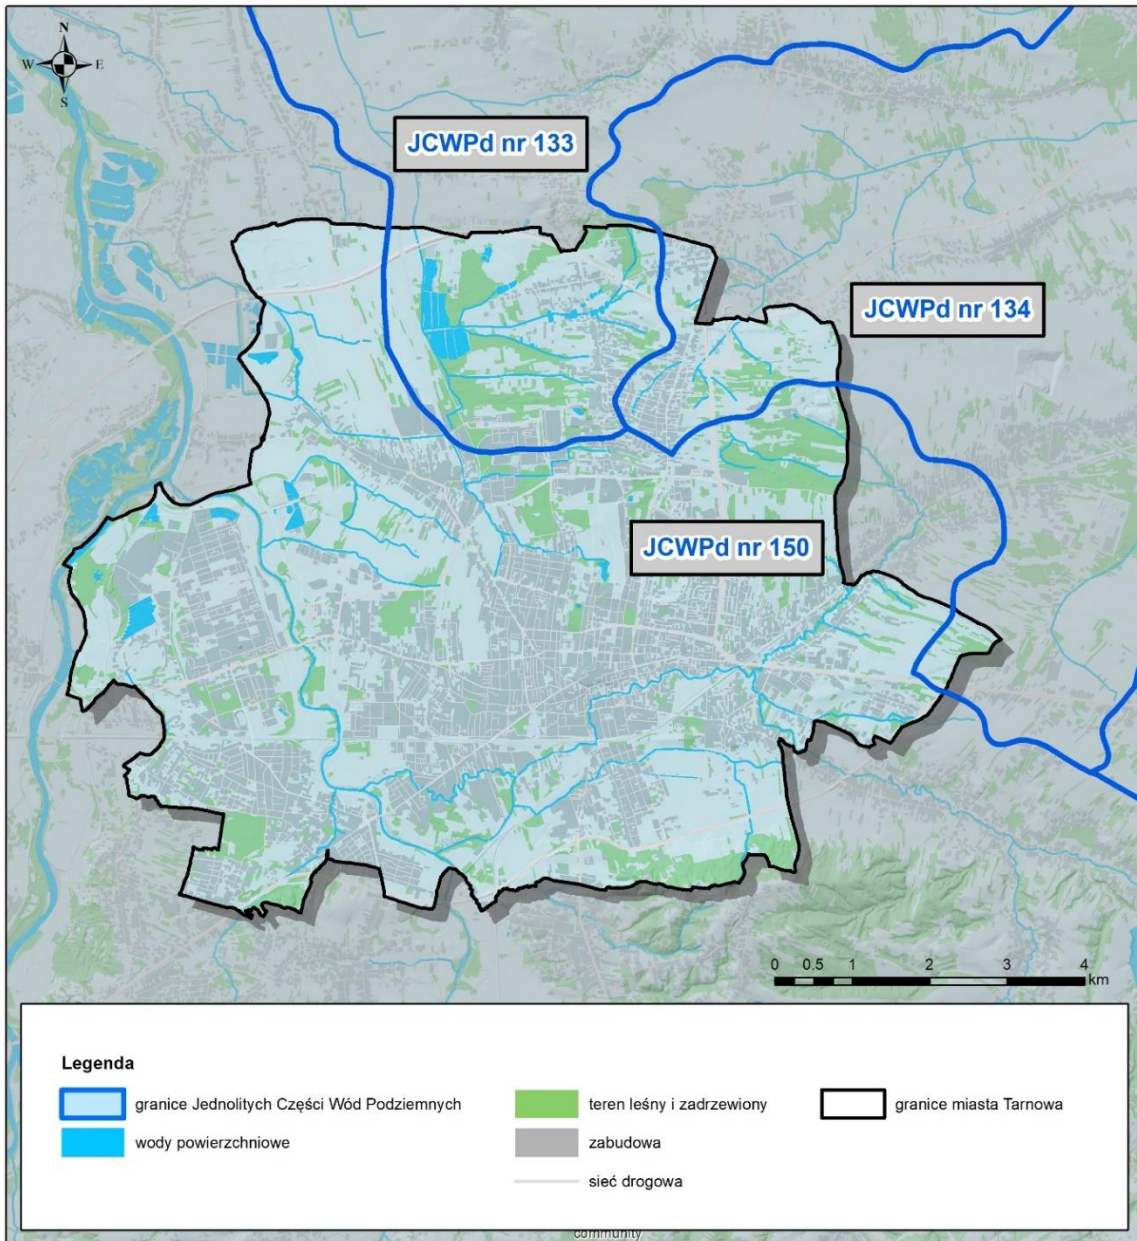 N
W E
S
JCWPd nr 133
JCWPd nr 134
JCWPd nr 150
0 0.5 1 2 3 4
km
Legenda
granice Jednolitych Części Wód Podziemnych
teren leśny i zadrzewiony
granice miasta Tarnowa
wody powierzchniowe
zabudowa
sieć drogowa
community